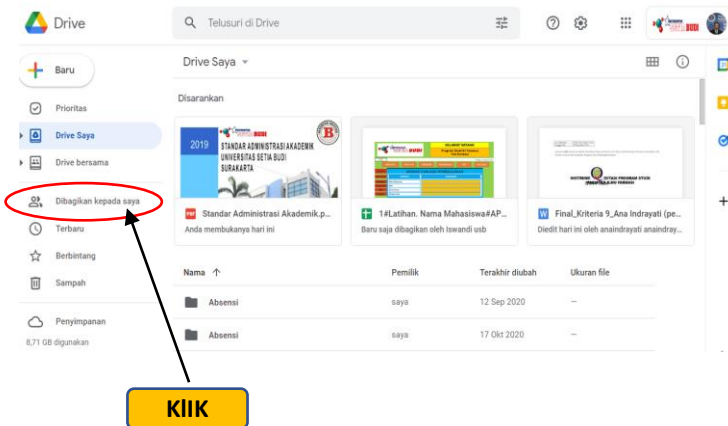 Drive
Telusuri di Drive
Baru
Prioritas
Drive Saya
Drive bersama
Dibagikan kepada saya
Terbaru
Berbintang
Sampah
Penyimpanan
8,71 GB digunakan
Drive Saya
Disarankan
2019
STANDAR ADMINISTRASI AKADEMIK
UNIVERSITAS SETIA BUDI
SURAKARTA
Standar Administrasi Akademik.p...
Anda membukanya hari ini
1#Latihan. Nama Mahasiswa#AP...
Baru saja dibagikan oleh Iswandi usb
Final_Kriteria 9_Ana Indrayati (pe...
Diedit hari ini oleh anaindrayati anaindray...
Nama Pemilik Terakhir diubah Ukuran file
Absensi saya 12 Sep 2020 –
Absensi saya 17 Okt 2020 –
KlIK